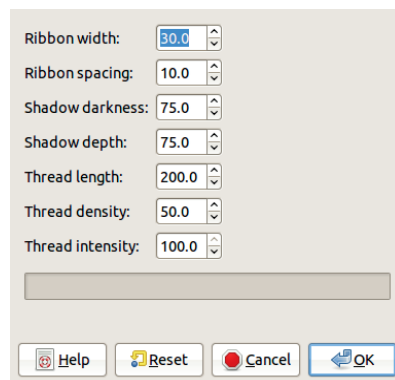 Ribbon width: 30.0
Ribbon spacing: 10.0
Shadow darkness: 75.0
Shadow depth: 75.0
Thread length: 200.0
Thread density: 50.0
Thread intensity: 100.0
Help Reset Cancel OK